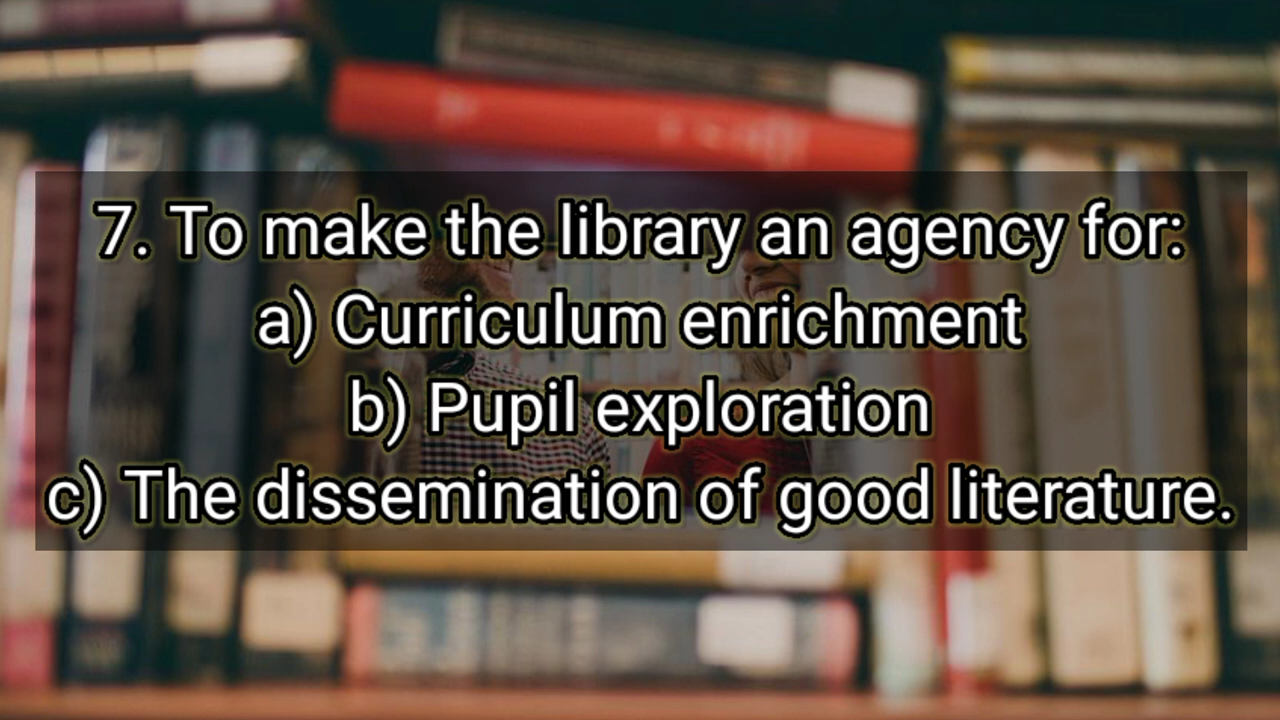 7. To make the library an agency for:
a) Curriculum enrichment
b) Pupil exploration
c) The dissemination of good literature.